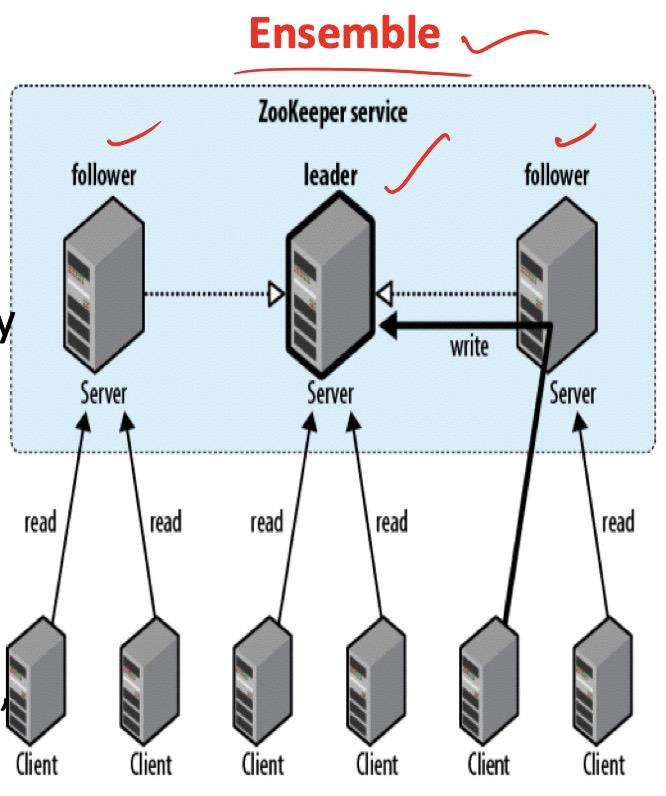 Ensemble
ZooKeeper service
follower leader follower
y
write
Server Server Server
read read read read read
,
Client Client Client Client Client Client